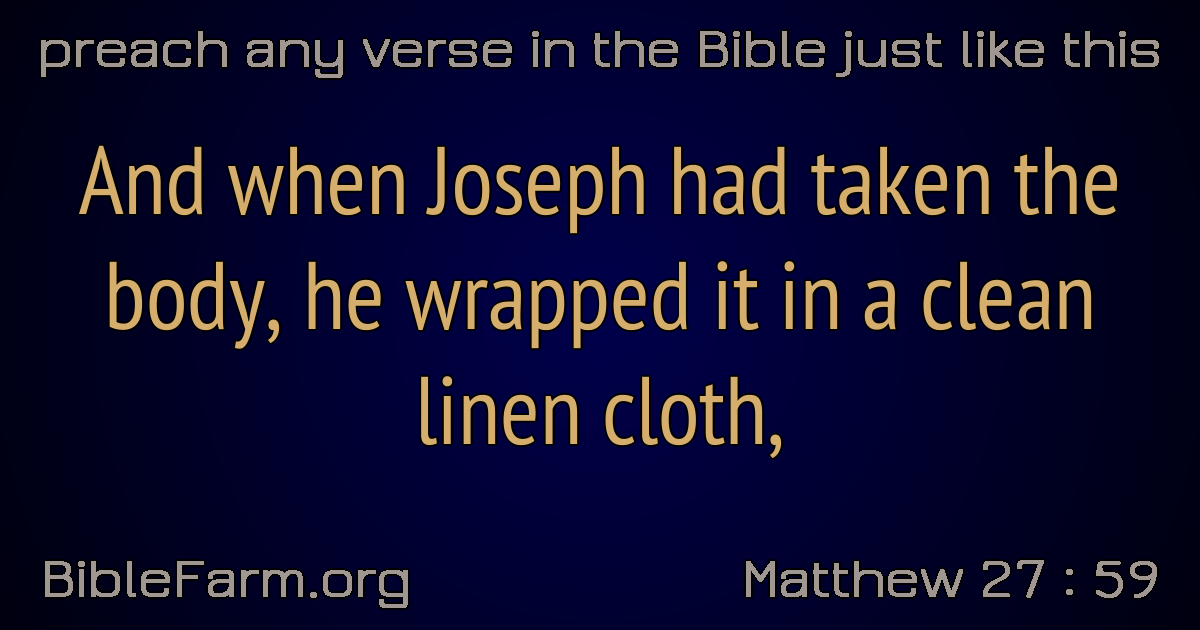 preach any verse in the Bible just like this
And when Joseph had taken the
body, he wrapped it in a clean
linen cloth,
BibleFarm.org
Matthew 27 : 59